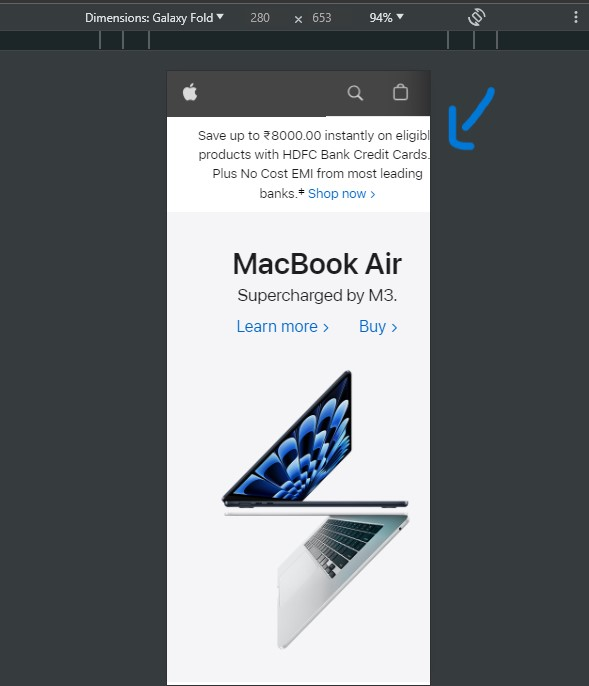 Dimensions: Galaxy Fold 280 × 653 94%
Save up to ₹8000.00 instantly on eligibl
products with HDFC Bank Credit Cards.
Plus No Cost EMI from most leading
banks.‡ Shop now >
MacBook Air
Supercharged by M3.
Learn more > Buy >